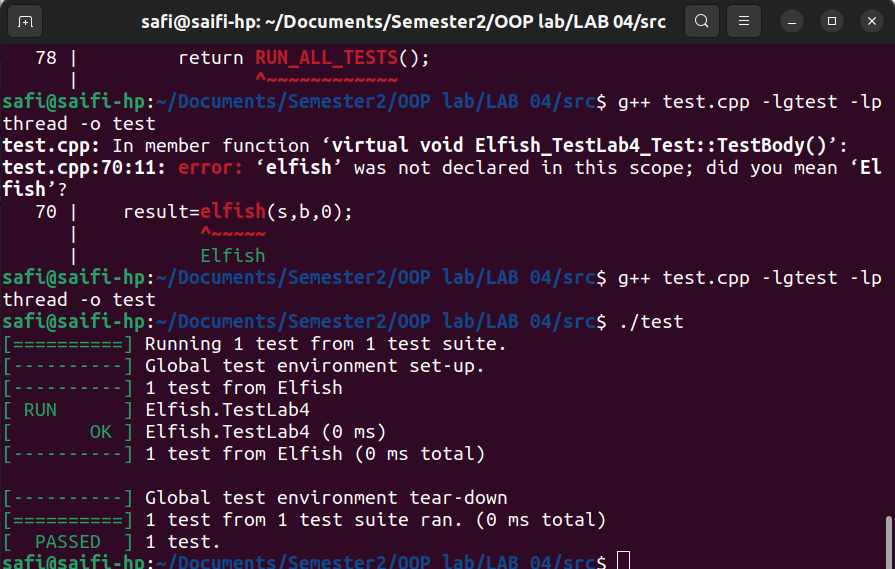 safi@saifi-hp: ~/Documents/Semester2/OOP lab/LAB 04/src
78 |         return RUN_ALL_TESTS();
|                ^~~~~~~~~~~~~
safi@saifi-hp:~/Documents/Semester2/OOP lab/LAB 04/src$ g++ test.cpp -lgtest -lp
thread -o test
test.cpp: In member function ‘virtual void Elfish_TestLab4_Test::TestBody()’:
test.cpp:70:11: error: ‘elfish’ was not declared in this scope; did you mean ‘El
fish’?
70 |    result=elfish(s,b,0);
|           ^~~~~~
|           Elfish
safi@saifi-hp:~/Documents/Semester2/OOP lab/LAB 04/src$ g++ test.cpp -lgtest -lp
thread -o test
safi@saifi-hp:~/Documents/Semester2/OOP lab/LAB 04/src$ ./test
[==========] Running 1 test from 1 test suite.
[----------] Global test environment set-up.
[----------] 1 test from Elfish
[ RUN      ] Elfish.TestLab4
[       OK ] Elfish.TestLab4 (0 ms)
[----------] 1 test from Elfish (0 ms total)
[----------] Global test environment tear-down
[==========] 1 test from 1 test suite ran. (0 ms total)
[  PASSED  ] 1 test.
safi@saifi-hp:~/Documents/Semester2/OOP lab/LAB 04/src$